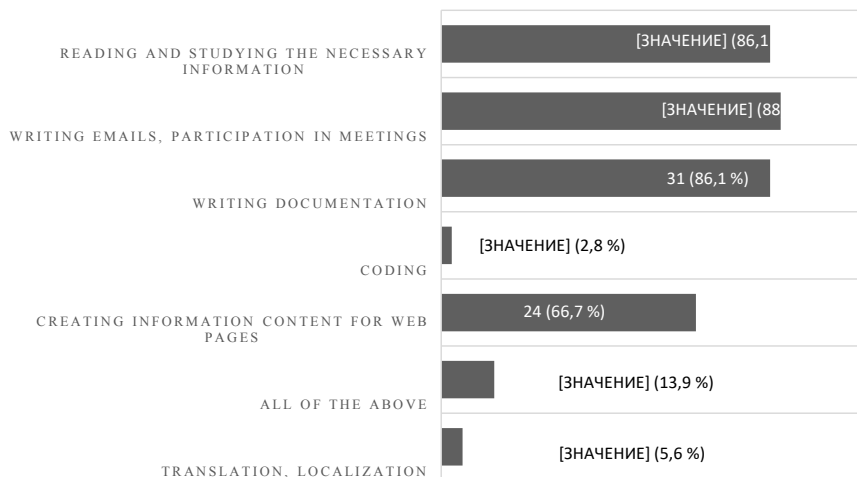 READING AND STUDYING THE NECESSARY
INFORMATION
[ЗНАЧЕНИЕ] (86,1
WRITING EMAILS, PARTICIPATION IN MEETINGS
[ЗНАЧЕНИЕ] (88
WRITING DOCUMENTATION
31 (86,1 %)
CODING
[ЗНАЧЕНИЕ] (2,8 %)
CREATING INFORMATION CONTENT FOR WEB
PAGES
24 (66,7 %)
ALL OF THE ABOVE
[ЗНАЧЕНИЕ] (13,9 %)
TRANSLATION, LOCALIZATION
[ЗНАЧЕНИЕ] (5,6 %)